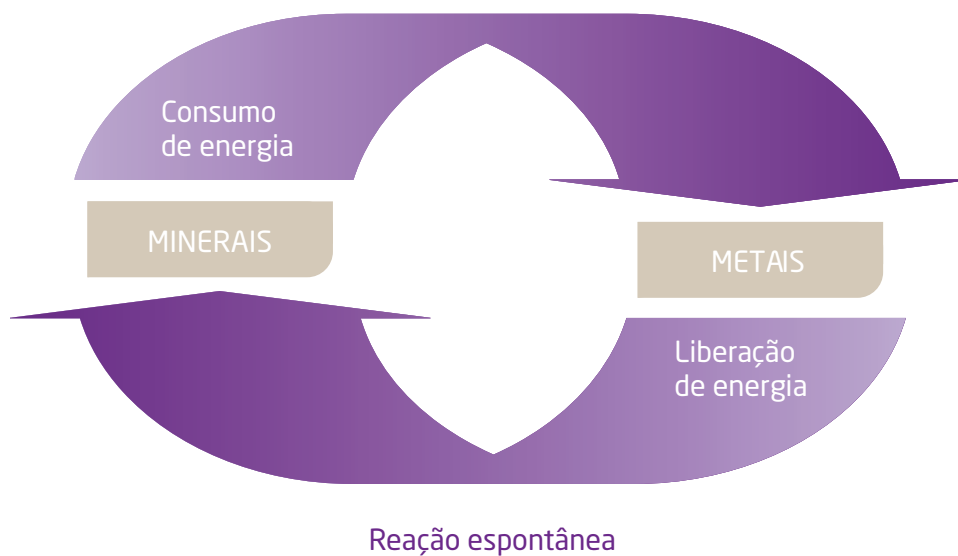 Consumo
de energia
MINERAIS
METAIS
Liberação
de energia
Reação espontânea